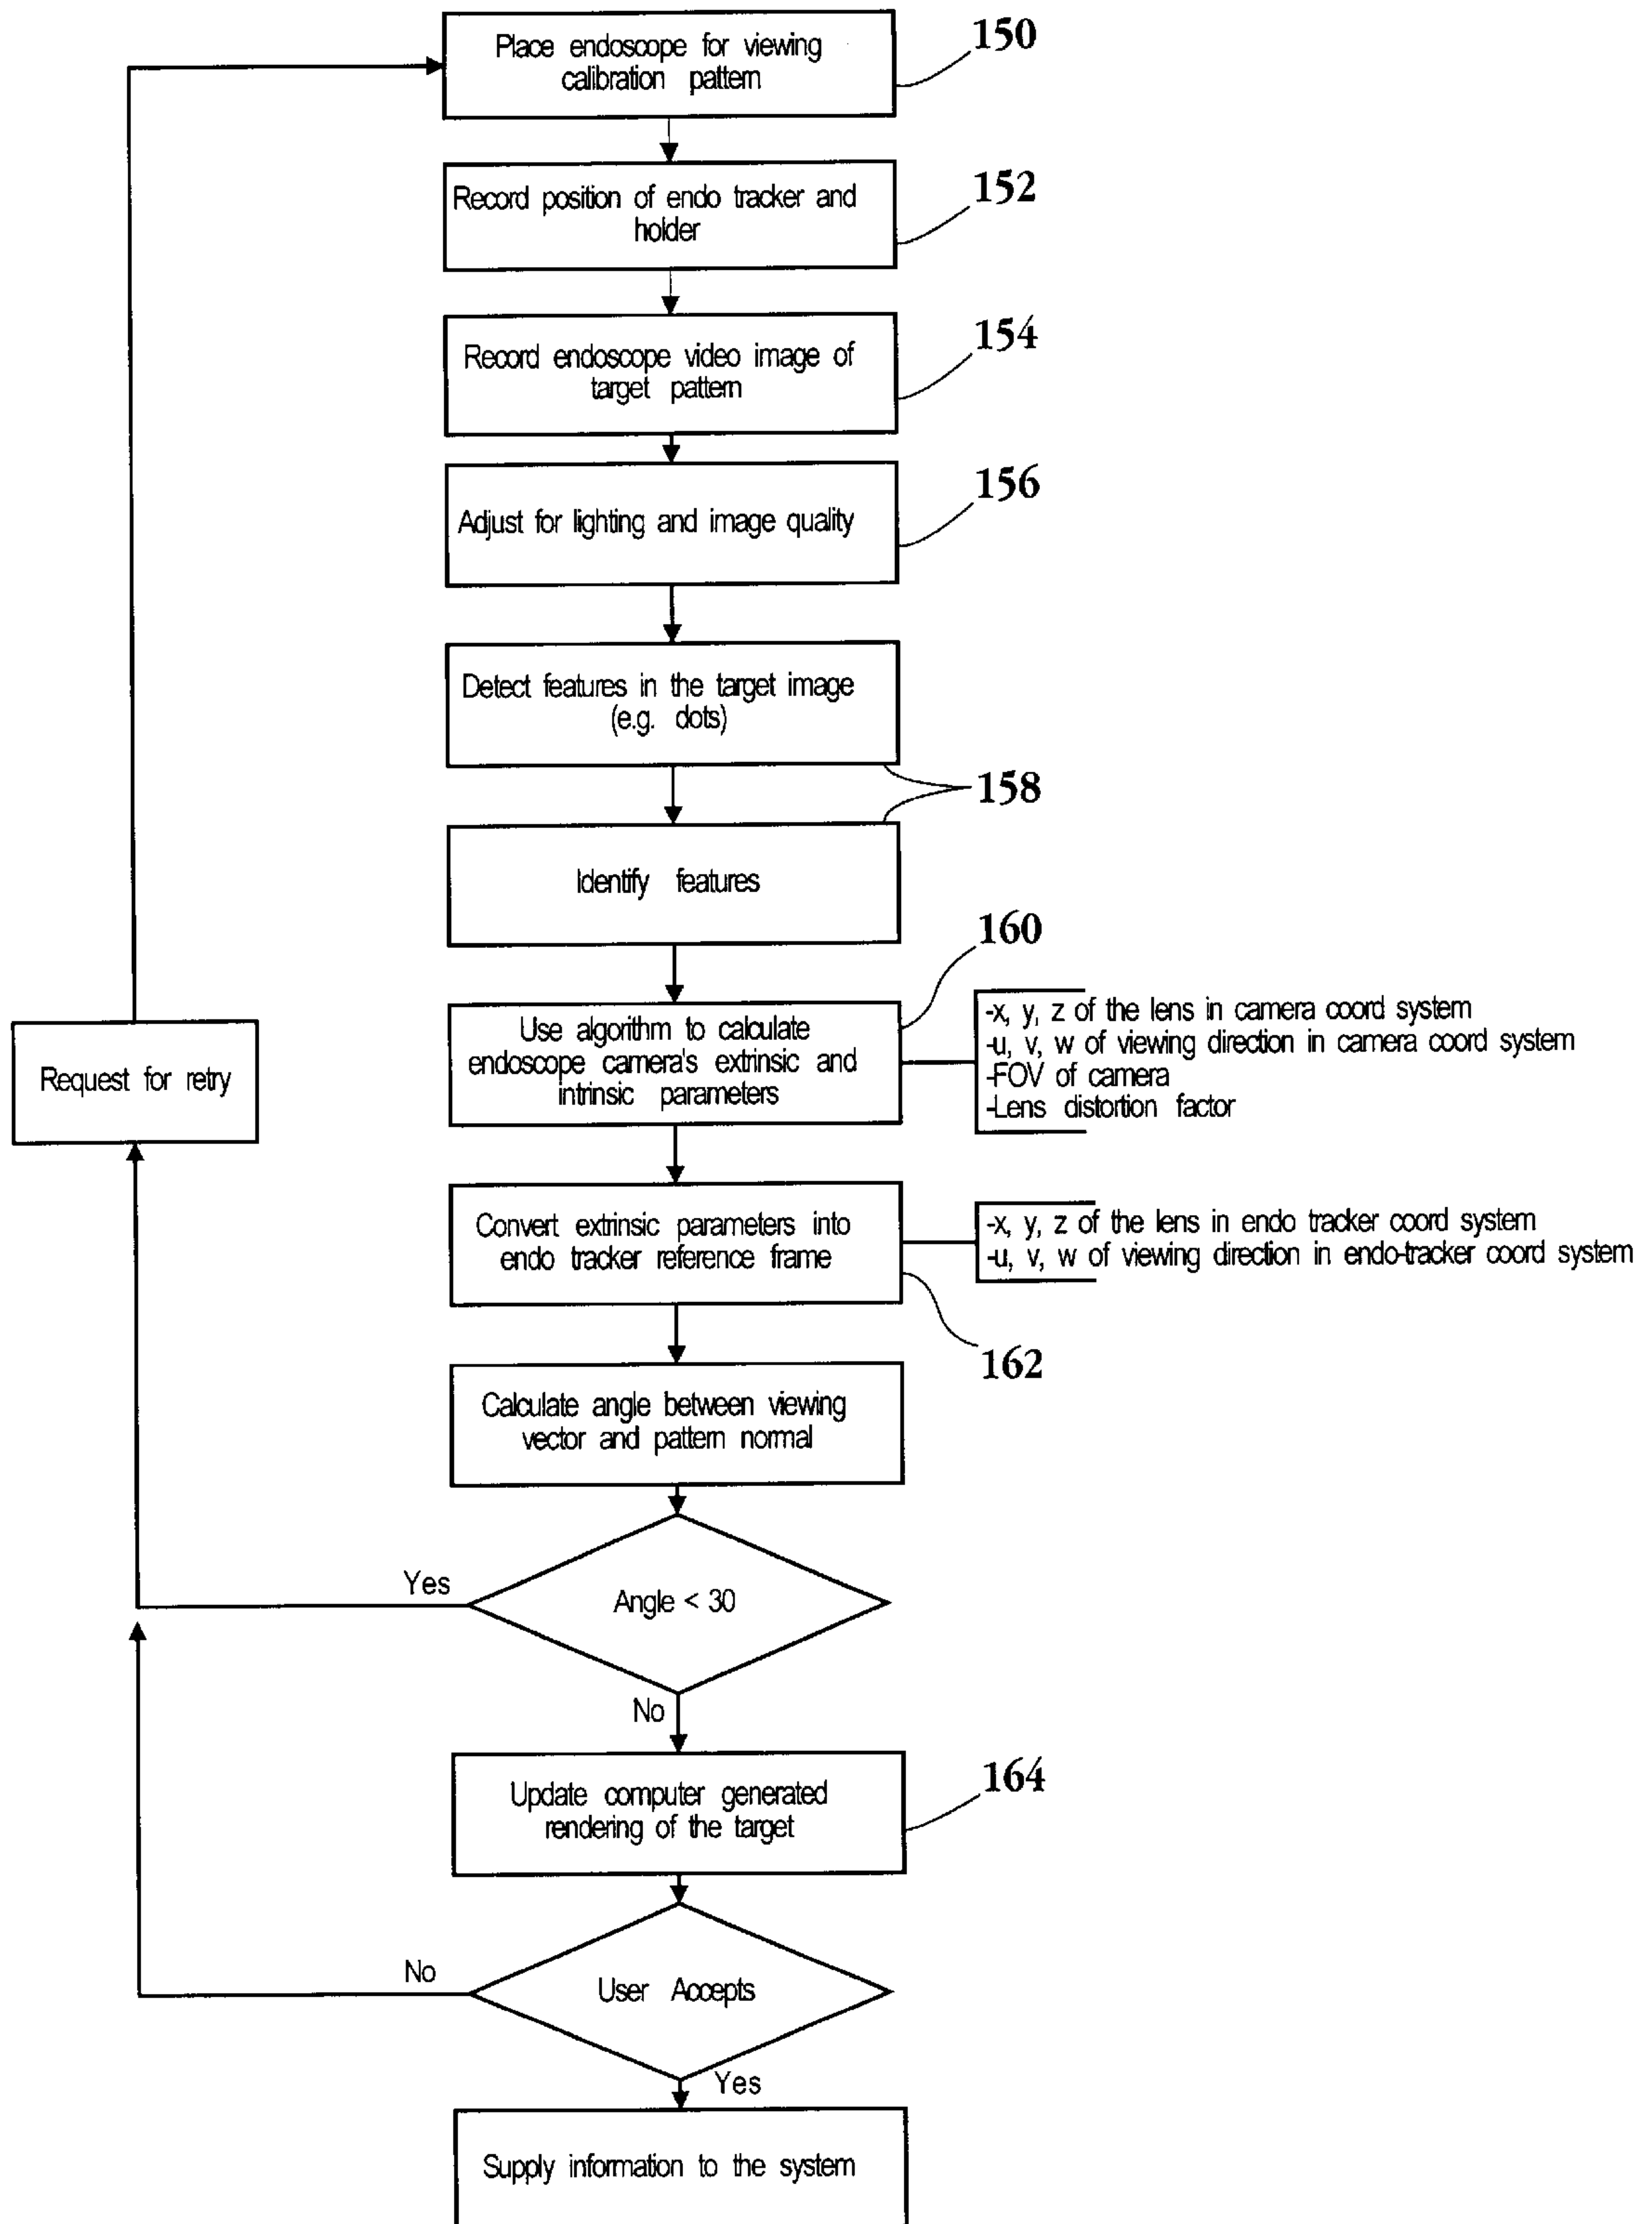 Place endoscope for viewing
calibration pattern
150
Record position of endo tracker and
holder
152
Record endoscope video image of
target pattern
154
Adjust for lighting and image quality
156
Detect features in the target image
(e.g. dots)
158
Identify features
160
Use algorithm to calculate
endoscope camera's extrinsic and
intrinsic parameters
-x, y, z of the lens in camera coord system
-u, v, w of viewing direction in camera coord system
-FOV of camera
-Lens distortion factor
Request for retry
Convert extrinsic parameters into
endo tracker reference frame
-x, y, z of the lens in endo tracker coord system
-u, v, w of viewing direction in endo-tracker coord system
162
Calculate angle between viewing
vector and pattern normal
Yes
Angle < 30
No
Update computer generated
rendering of the target
164
No
User Accepts
Yes
Supply information to the system